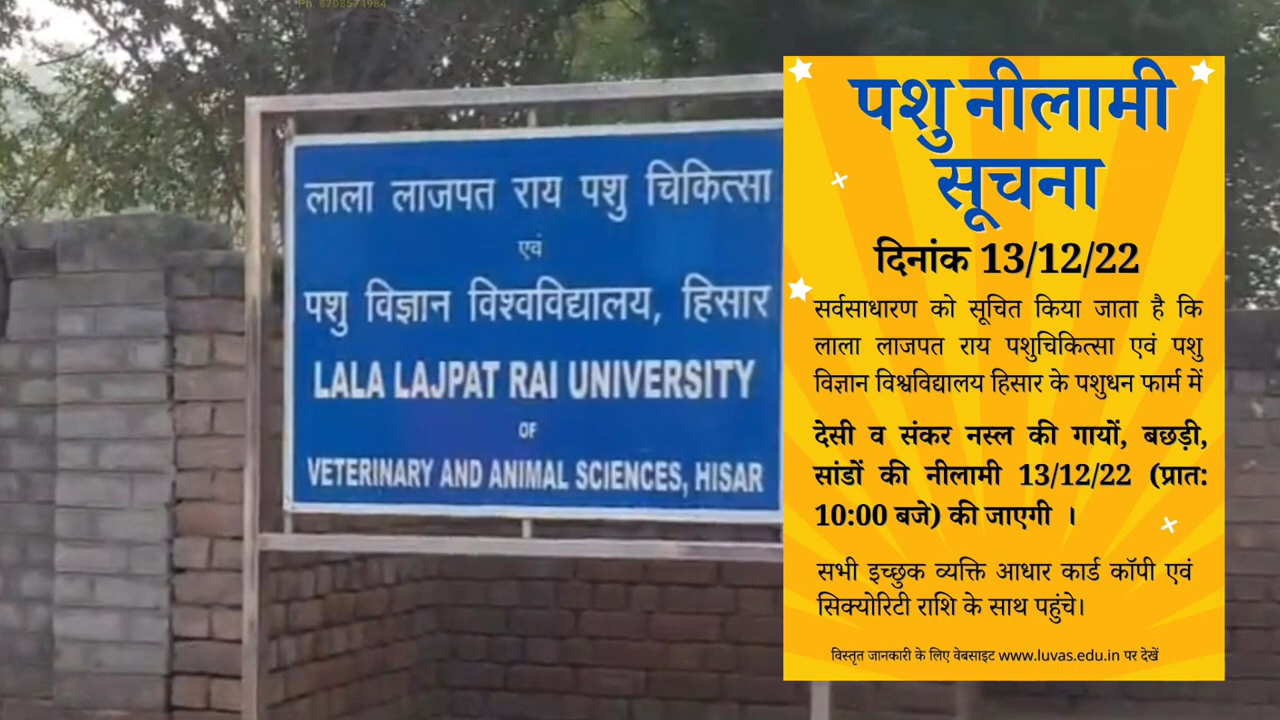 Ph. 8708574984
लाला लाजपत राय पशु चिकित्सा
एवं
पशु विज्ञान विश्वविद्यालय, हिसार
LALA LAJPAT RAI UNIVERSITY
OF
VETERINARY AND ANIMAL SCIENCES, HISAR
पशु नीलामी
सूचना
दिनांक 13/12/22
सर्वसाधारण को सूचित किया जाता है कि
लाला लाजपत राय पशुचिकित्सा एवं पशु
विज्ञान विश्वविद्यालय हिसार के पशुधन फार्म में
देसी व संकर नस्ल की गायों, बछड़ी,
सांडों की नीलामी 13/12/22 (प्रात:
10:00 बजे) की जाएगी ।
सभी इच्छुक व्यक्ति आधार कार्ड कॉपी एवं
सिक्योरिटी राशि के साथ पहुंचे।
विस्तृत जानकारी के लिए वेबसाइट www.luvas.edu.in पर देखें